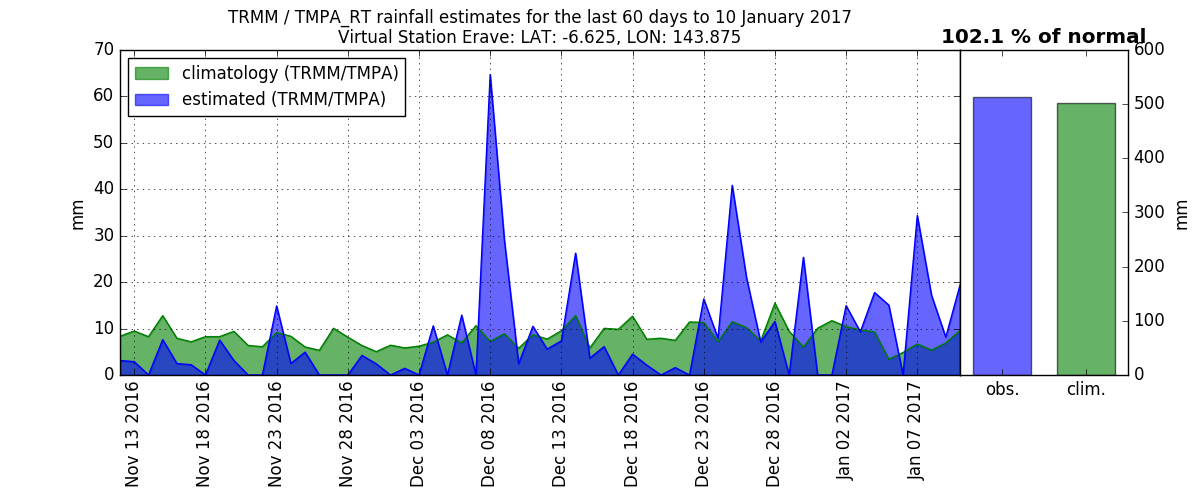 TRMM / TMPA_RT rainfall estimates for the last 60 days to 10 January 2017
Virtual Station Erave: LAT: -6.625, LON: 143.875
102.1 % of normal
climatology (TRMM/TMPA)
estimated (TRMM/TMPA)
70
60
50
40
30
20
10
0
mm
600
500
400
300
200
100
0
mm
Nov 13 2016
Nov 18 2016
Nov 23 2016
Nov 28 2016
Dec 03 2016
Dec 08 2016
Dec 13 2016
Dec 18 2016
Dec 23 2016
Dec 28 2016
Jan 02 2017
Jan 07 2017
obs.
clim.